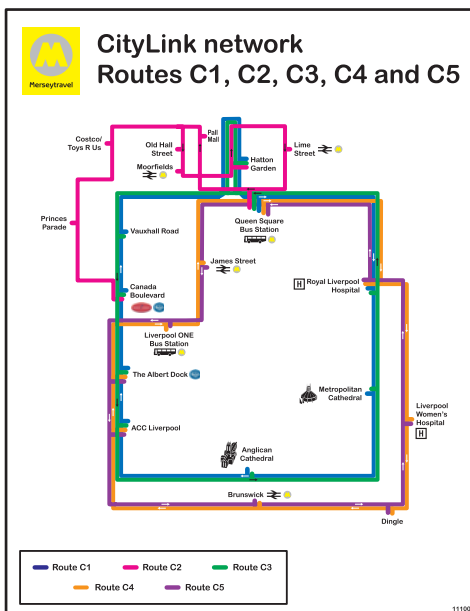 CityLink network
Routes C1, C2, C3, C4 and C5
M
Merseytravel
Costco/
Toys R Us
Old Hall
Street
Pall
Mall
Lime
Street
Moorfields
Hatton
Garden
Princes
Parade
Vauxhall Road
Queen Square
Bus Station
James Street
Canada
Boulevard
H Royal Liverpool
Hospital
Liverpool ONE
Bus Station
The Albert Dock
Metropolitan
Cathedral
Liverpool
Women's
Hospital
H
ACC Liverpool
Anglican
Cathedral
Brunswick
Dingle
Route C1 Route C2 Route C3
Route C4 Route C5